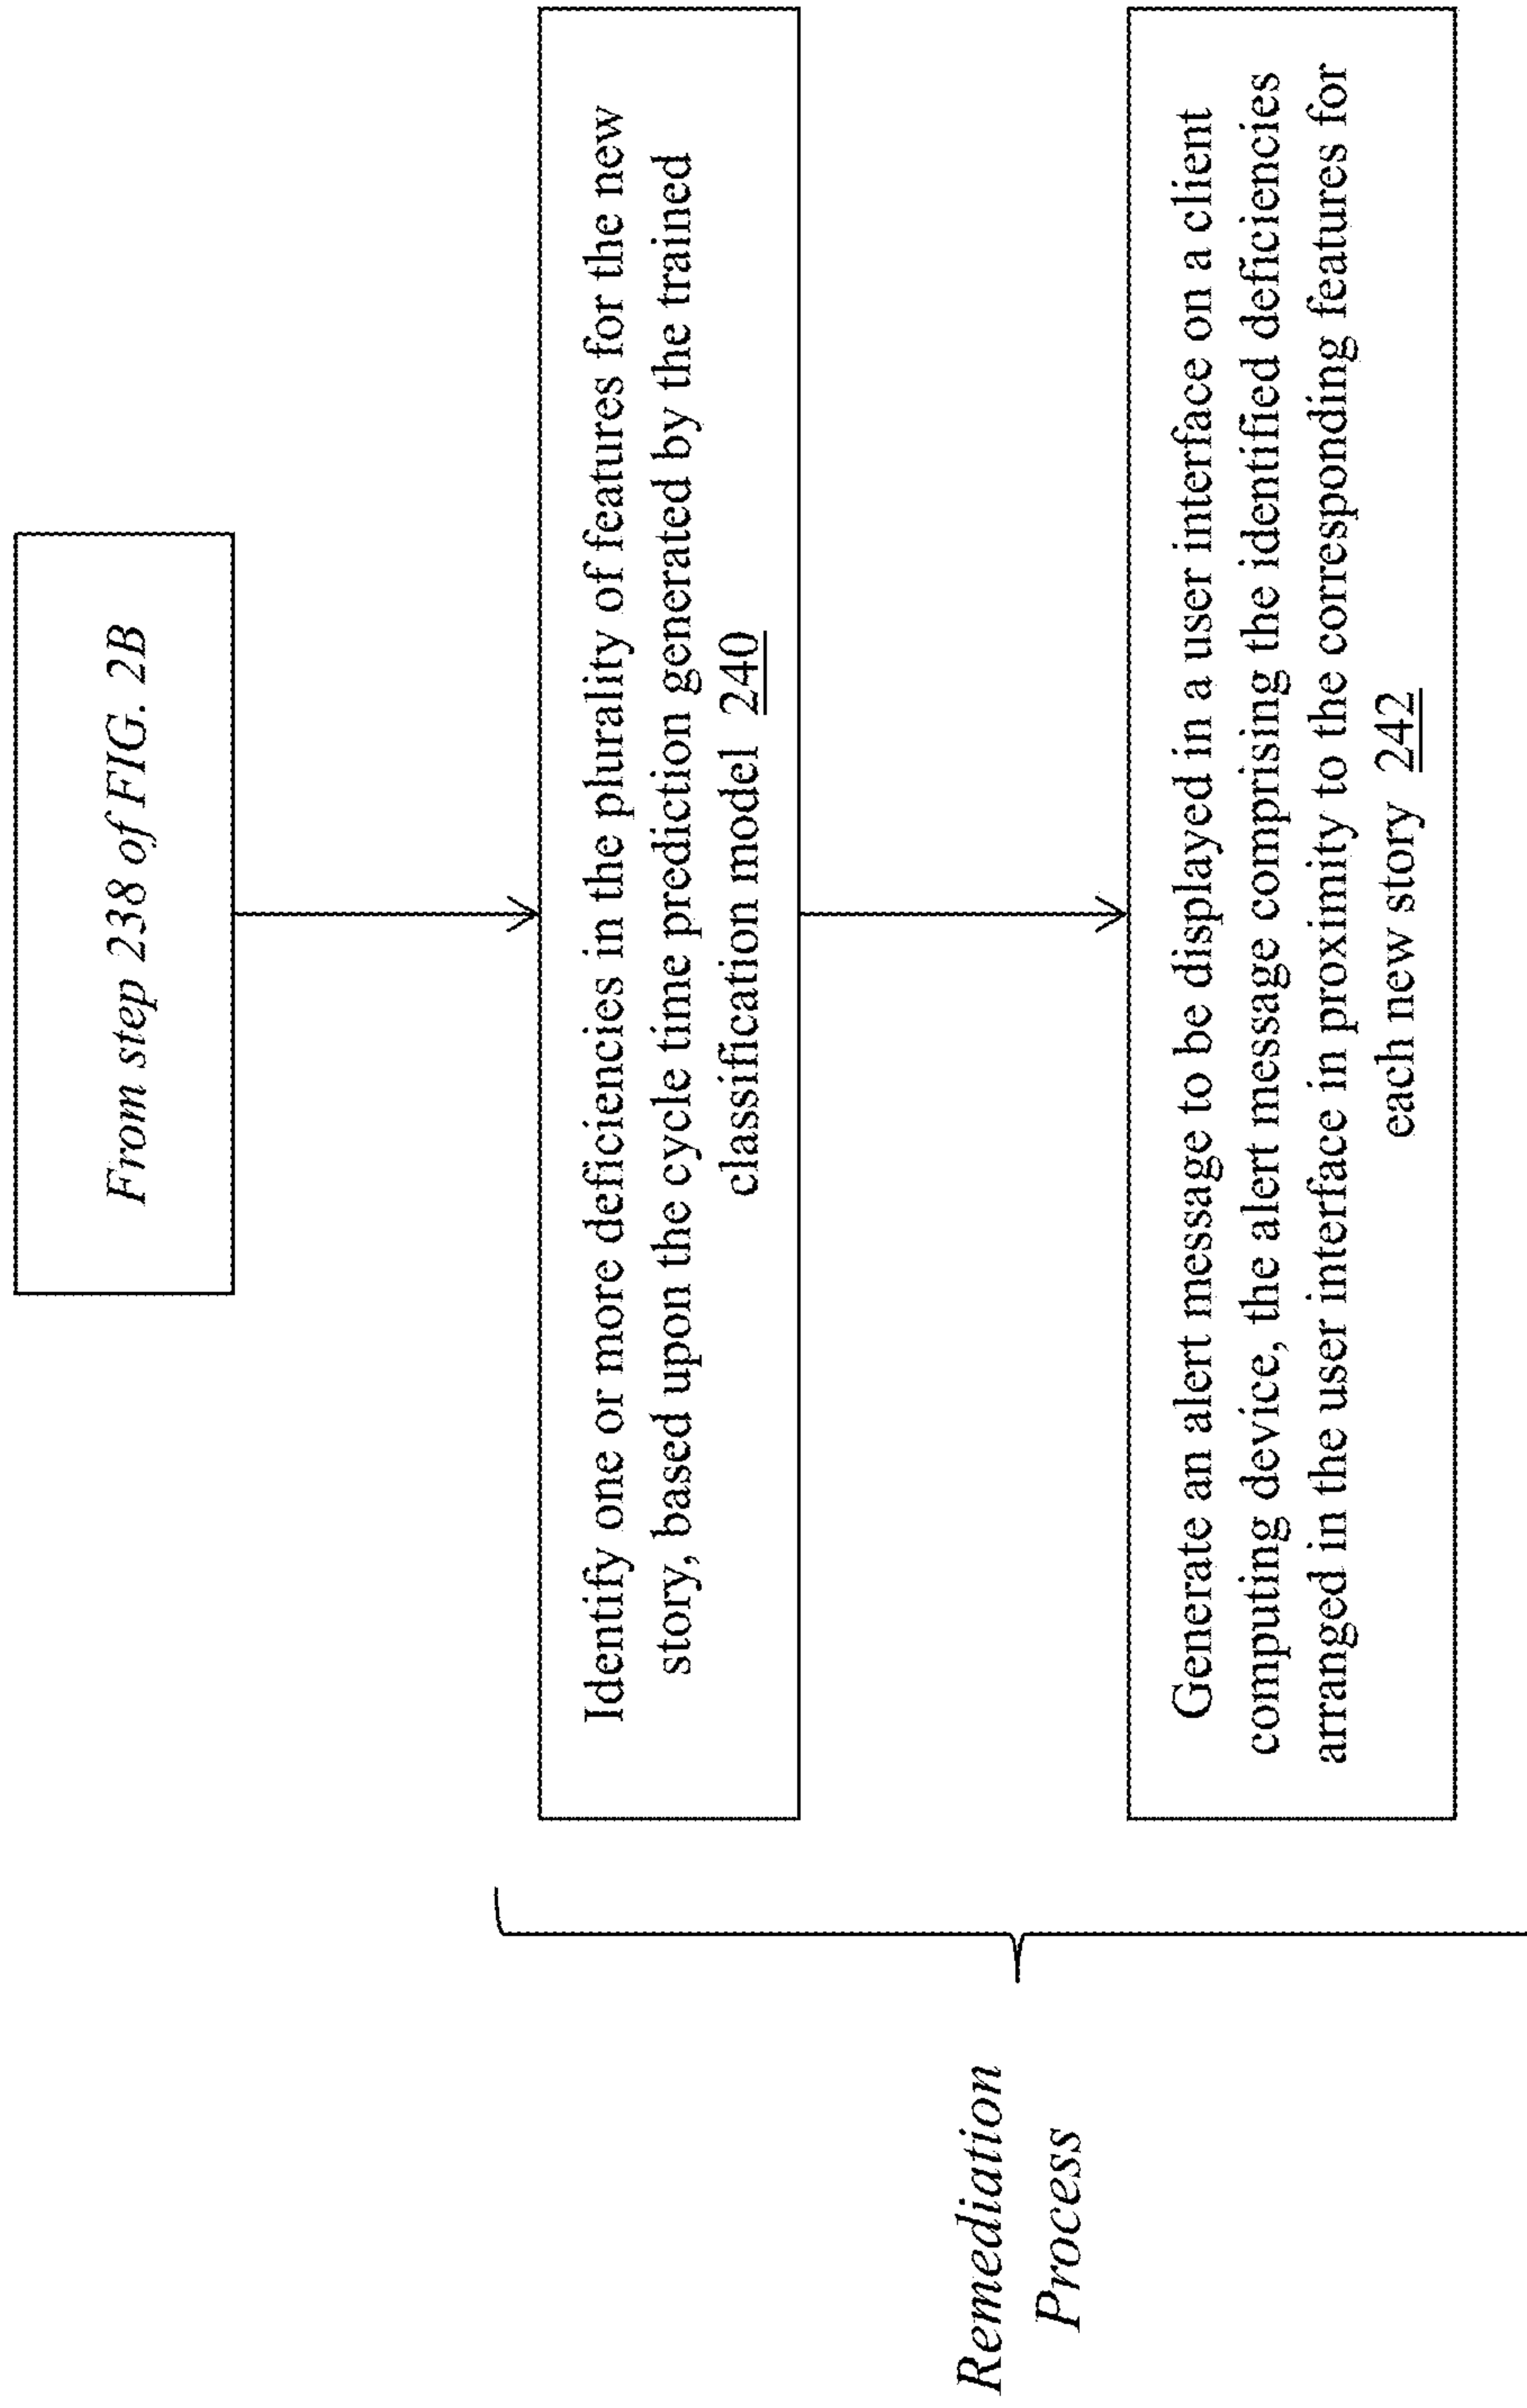 From step 238 of FIG. 2B
Identify one or more deficiencies in the plurality of features for the new
story, based upon the cycle time prediction generated by the trained
classification model 240
Generate an alert message to be displayed in a user interface on a client
computing device, the alert message comprising the identified deficiencies
arranged in the user interface in proximity to the corresponding features for
each new story 242
Remediation
Process